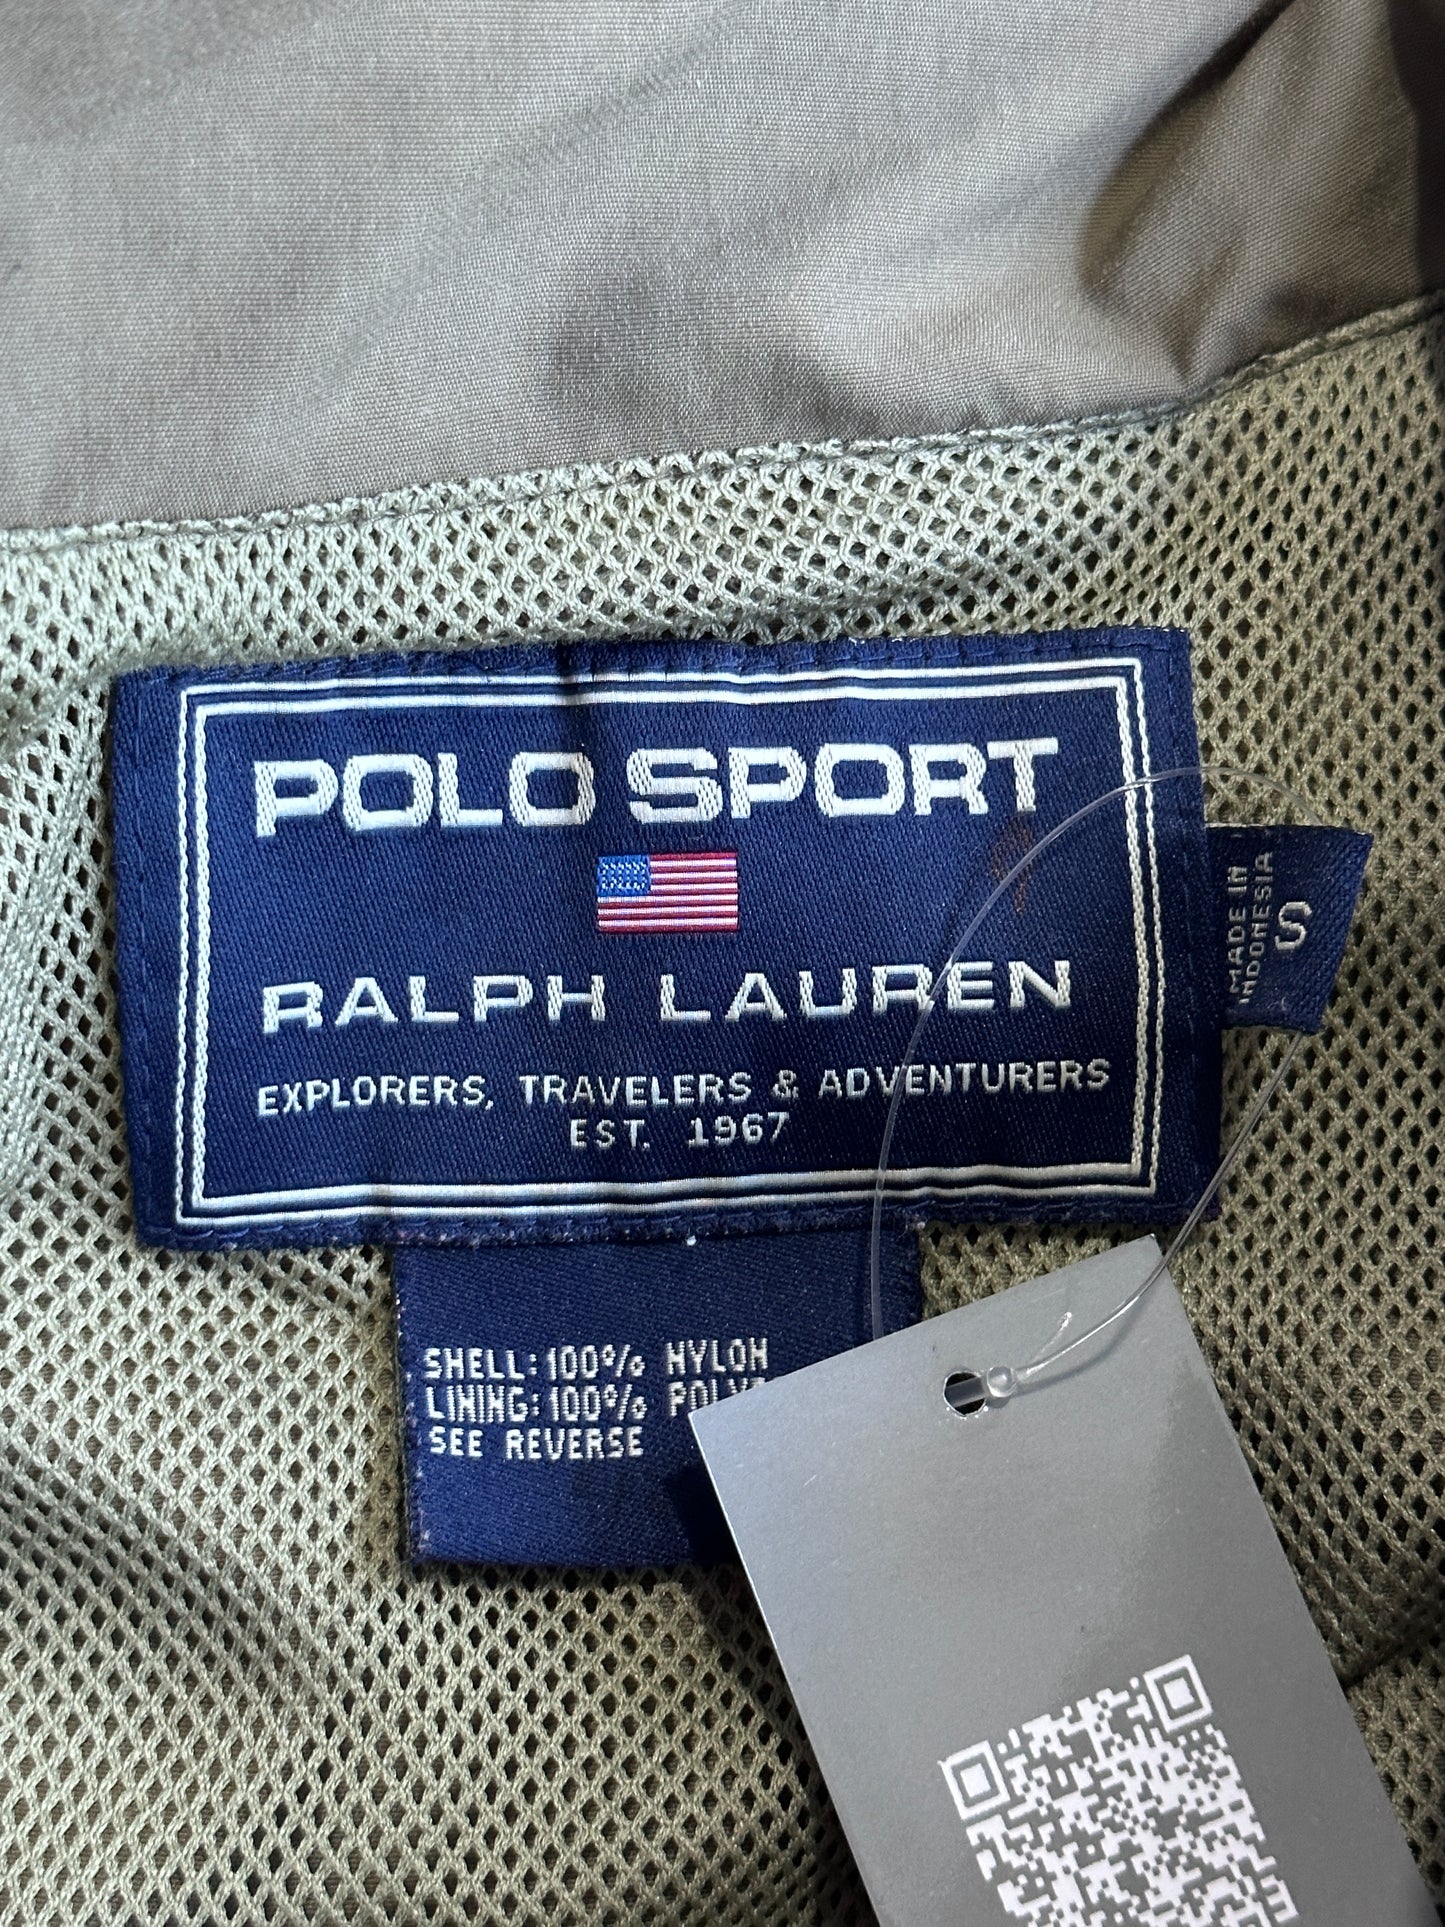 POLO SPORT
RALPH LAUREN
EXPLORERS, TRAVELERS & ADVENTURERS
EST. 1967
MADE IN
INDONESIA
S
SHELL: 100% NYLON
LINING: 100%
SEE REVERSE